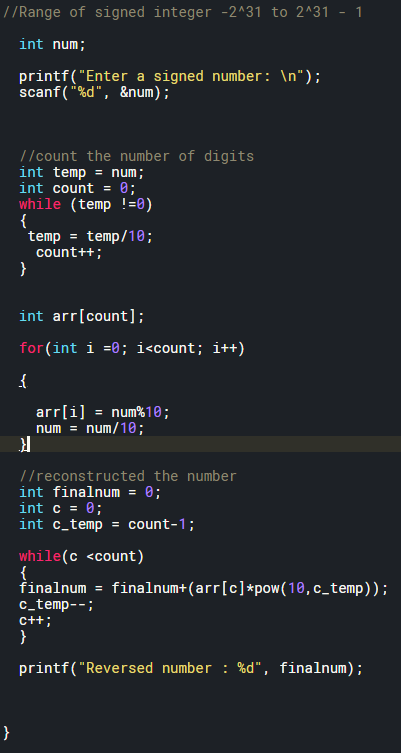 //Range of signed integer -2^31 to 2^31 - 1
int num;
printf("Enter a signed number: \n");
scanf("%d", &num);
//count the number of digits
int temp = num;
int count = 0;
while (temp !=0)
{
temp = temp/10;
count++;
}
int arr[count];
for(int i =0; i<count; i++)
{
arr[i] = num%10;
num = num/10;
}
//reconstructed the number
int finalnum = 0;
int c = 0;
int c_temp = count-1;
while(c <count)
{
finalnum = finalnum+(arr[c]*pow(10,c_temp));
c_temp--;
c++;
}
printf("Reversed number : %d", finalnum);
}